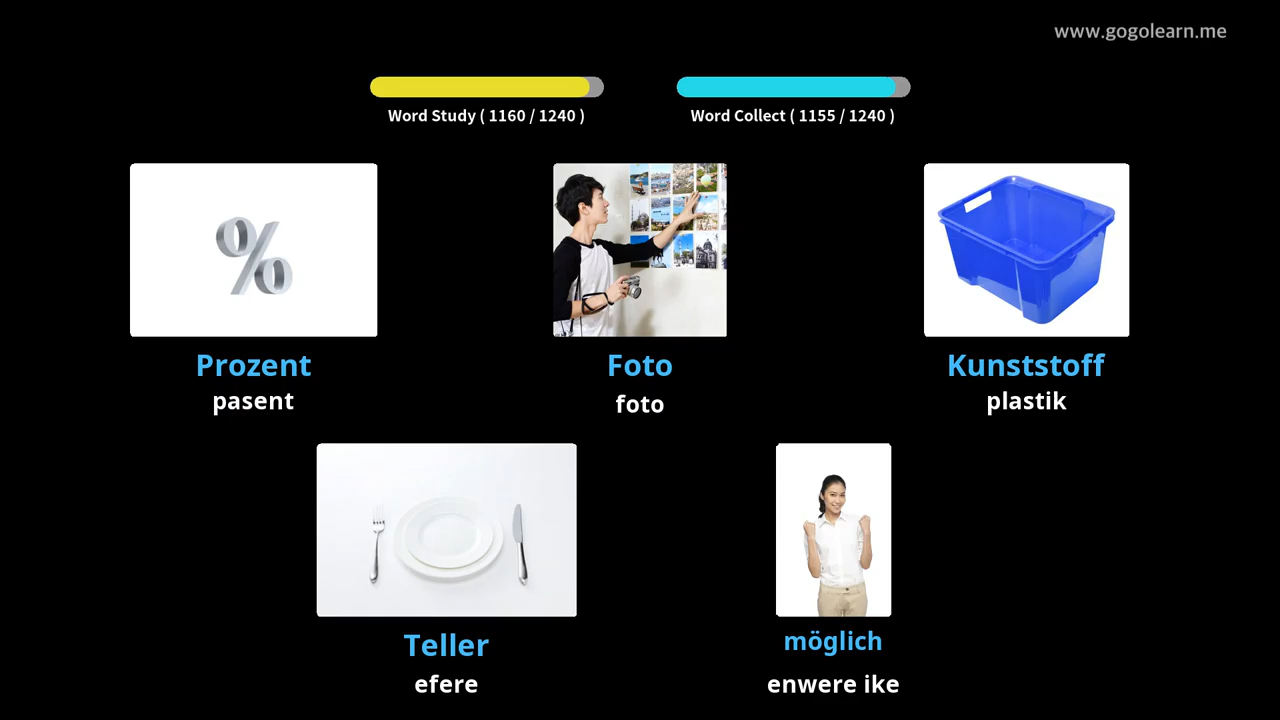 www.gogolearn.me
Word Study ( 1160 / 1240 )
Word Collect ( 1155 / 1240 )
%
Prozent
pasent
Foto
foto
Kunststoff
plastik
Teller
efere
möglich
enwere ike